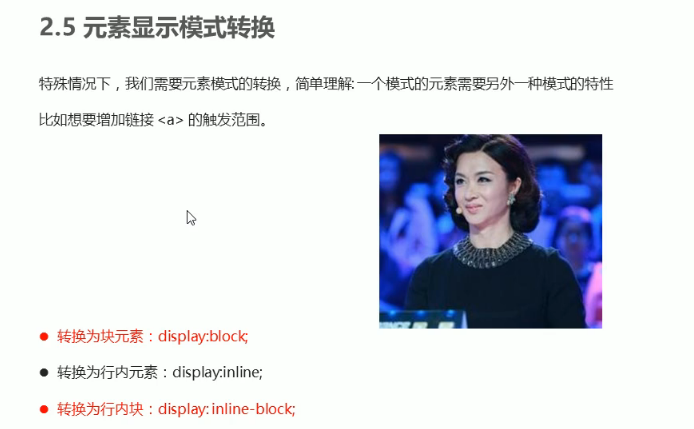 2.5 元素显示模式转换
特殊情况下，我们需要元素模式的转换，简单理解: 一个模式的元素需要另外一种模式的特性
比如想要增加链接 <a> 的触发范围。
● 转换为块元素：display:block;
● 转换为行内元素：display:inline;
● 转换为行内块：display: inline-block;